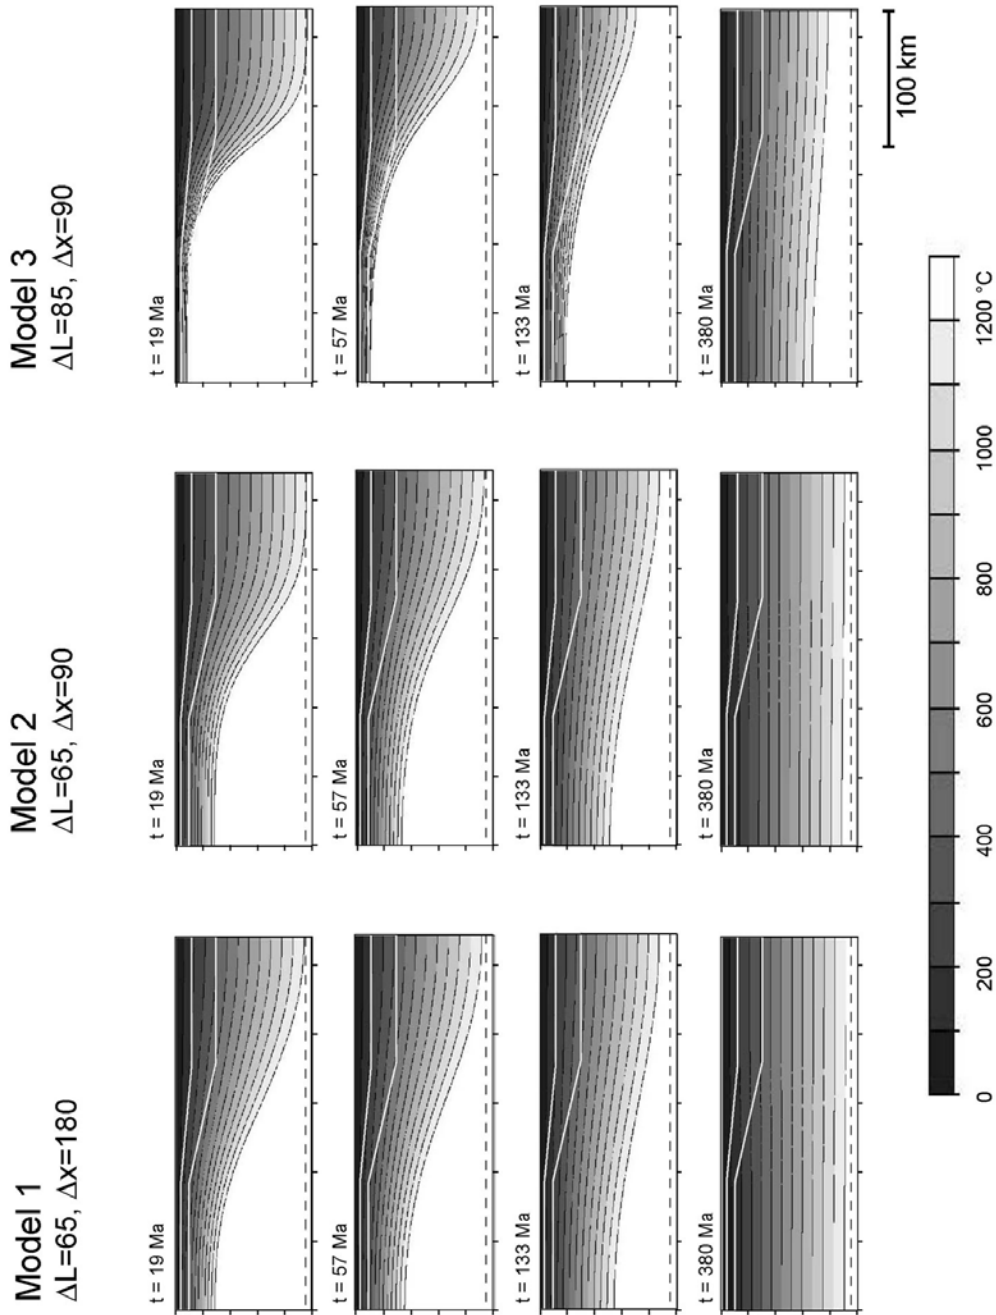 Model 1
ΔL=65, Δx=180
t = 19 Ma
t = 57 Ma
t = 133 Ma
t = 380 Ma
Model 2
ΔL=65, Δx=90
t = 19 Ma
t = 57 Ma
t = 133 Ma
t = 380 Ma
Model 3
ΔL=85, Δx=90
t = 19 Ma
t = 57 Ma
t = 133 Ma
t = 380 Ma
100 km
0 200 400 600 800 1000 1200 °C